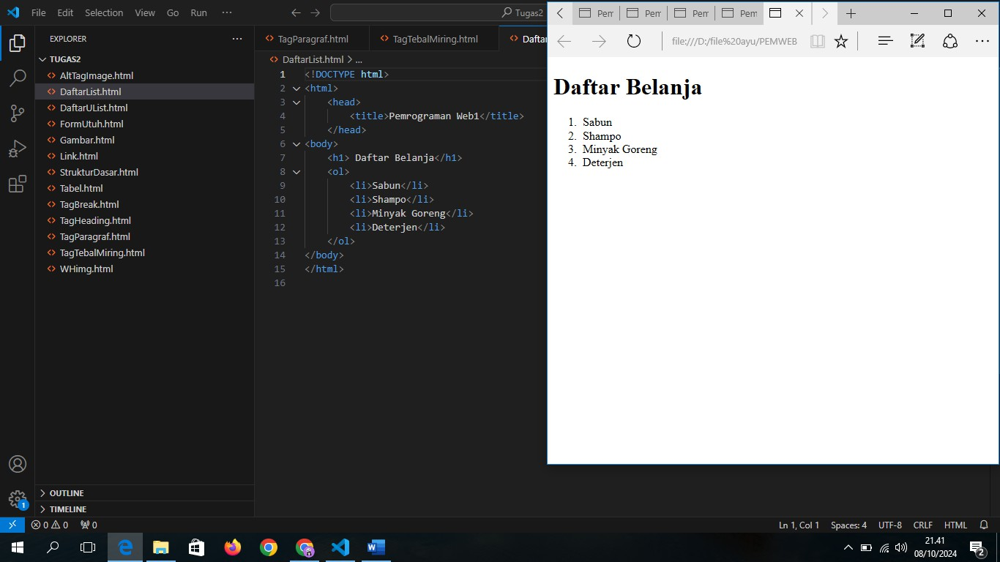 File Edit Selection View Go Run ... Tugas2
EXPLORER
TUGAS2
AltTagImage.html
DaftarList.html
DaftarUList.html
FormUtuh.html
Gambar.html
Link.html
StrukturDasar.html
Tabel.html
TagBreak.html
TagHeading.html
TagParagraf.html
TagTebalMiring.html
WHimg.html
OUTLINE
TIMELINE
TagParagraf.html TagTebalMiring.html Daftar
DaftarList.html > ...
1 <!DOCTYPE html>
2 <html>
3 <head>
4 <title>Pemrograman Web1</title>
5 </head>
6 <body>
7 <h1> Daftar Belanja</h1>
8 <ol>
9 <li>Sabun</li>
10 <li>Shampo</li>
11 <li>Minyak Goreng</li>
12 <li>Deterjen</li>
13 </ol>
14 </body>
15 </html>
16
Pem Pem Pem Pem
file:///D:/file%20ayu/PEMWEB
Daftar Belanja
1. Sabun
2. Shampo
3. Minyak Goreng
4. Deterjen
1
0 0 0 Ln 1, Col 1 Spaces: 4 UTF-8 CRLF HTML
21.41
08/10/2024
2